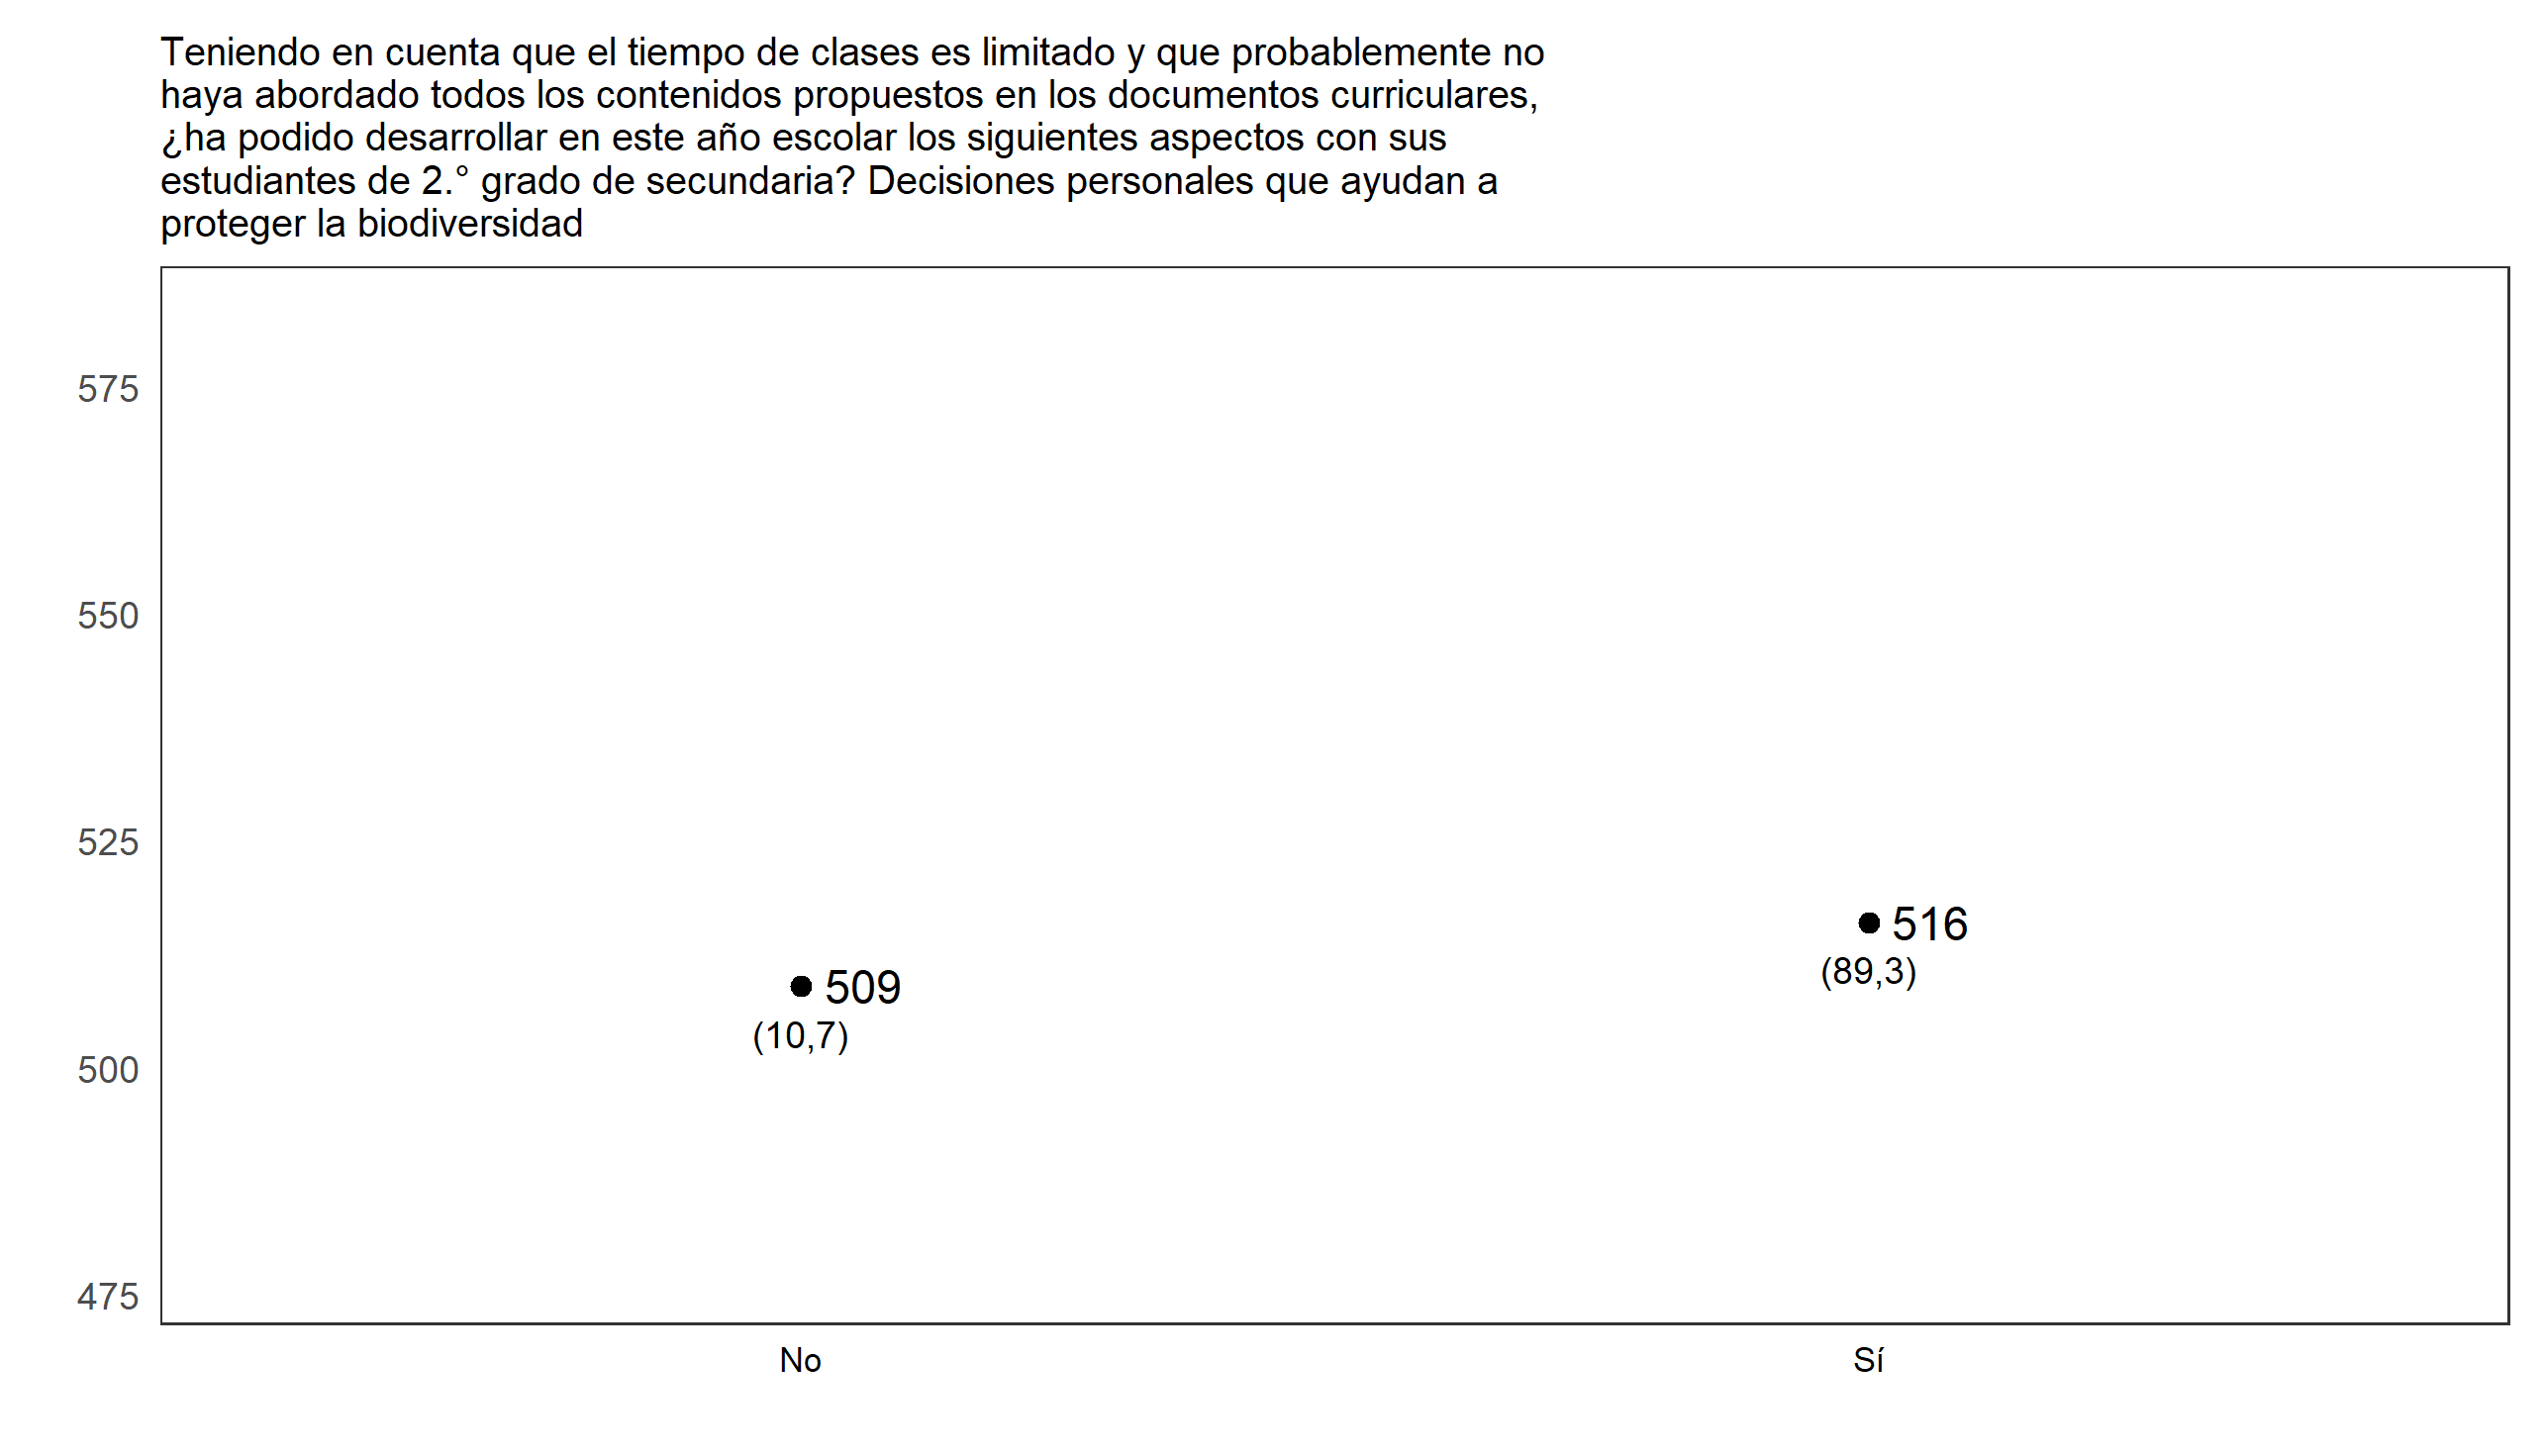 Teniendo en cuenta que el tiempo de clases es limitado y que probablemente no
haya abordado todos los contenidos propuestos en los documentos curriculares,
¿ha podido desarrollar en este año escolar los siguientes aspectos con sus
estudiantes de 2.° grado de secundaria? Decisiones personales que ayudan a
proteger la biodiversidad
575
550
525
500
475
509
(10,7)
516
(89,3)
No
Sí